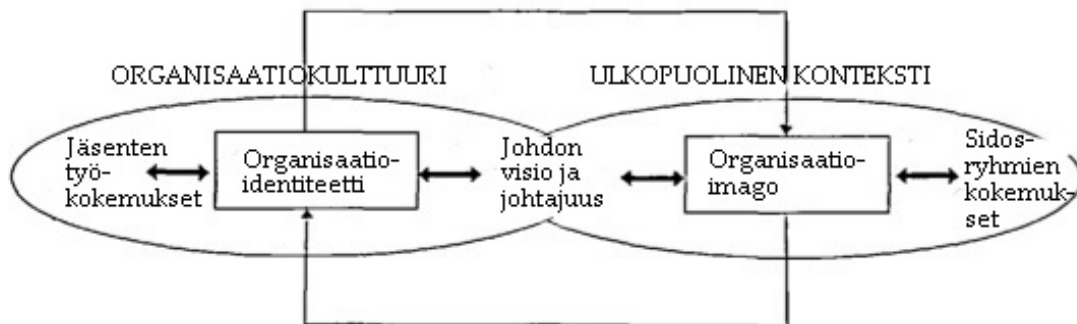 ORGANISAATIOKULTTUURI
ULKOPUOLINEN KONTEKSTI
Jäsenten
työ-
kokemukset
Organisaatio-
identiteetti
Johdon
visio ja
johtajuus
Organisaatio-
imago
Sidos-
ryhmien
kokemuk-
set